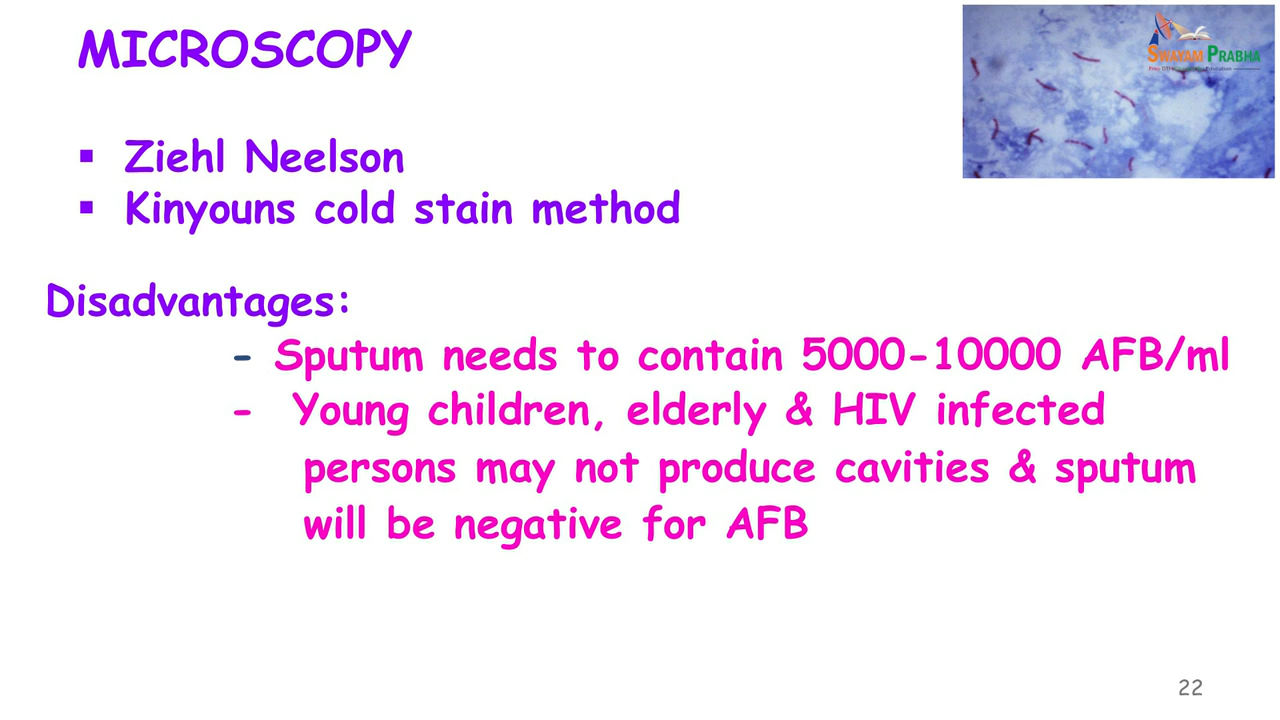 MICROSCOPY
SWAYAM PRABHA
▪ Ziehl Neelson
▪ Kinyouns cold stain method
Disadvantages:
- Sputum needs to contain 5000-10000 AFB/ml
- Young children, elderly & HIV infected
persons may not produce cavities & sputum
will be negative for AFB
22